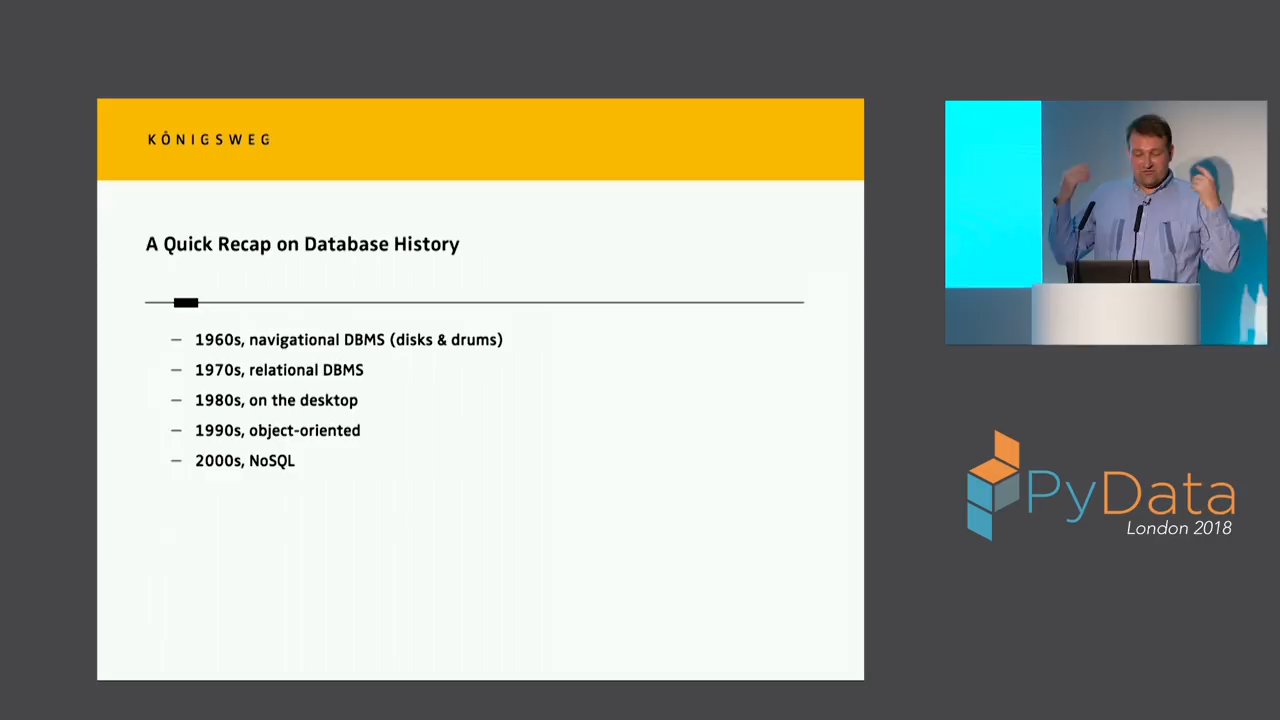 KÖNIGSWEG
A Quick Recap on Database History
– 1960s, navigational DBMS (disks & drums)
– 1970s, relational DBMS
– 1980s, on the desktop
– 1990s, object-oriented
– 2000s, NoSQL
PyData
London 2018